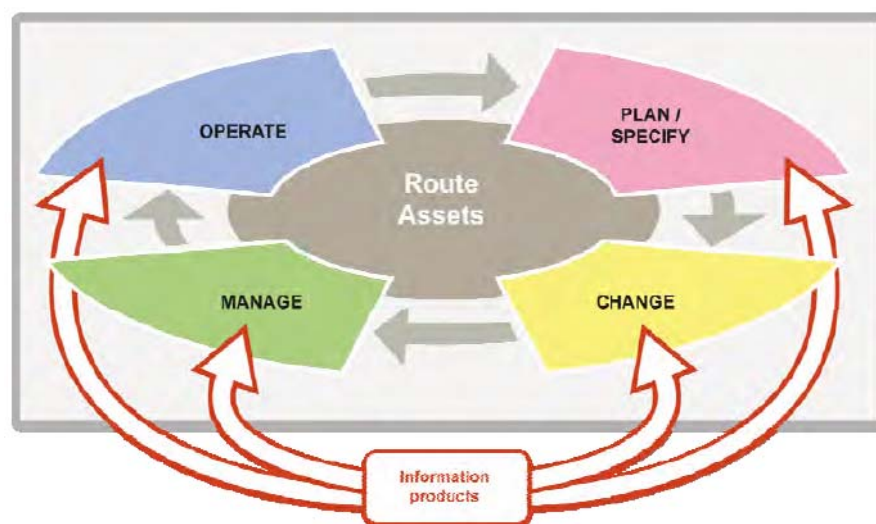 OPERATE
PLAN /
SPECIFY
Route
Assets
MANAGE
CHANGE
Information
products